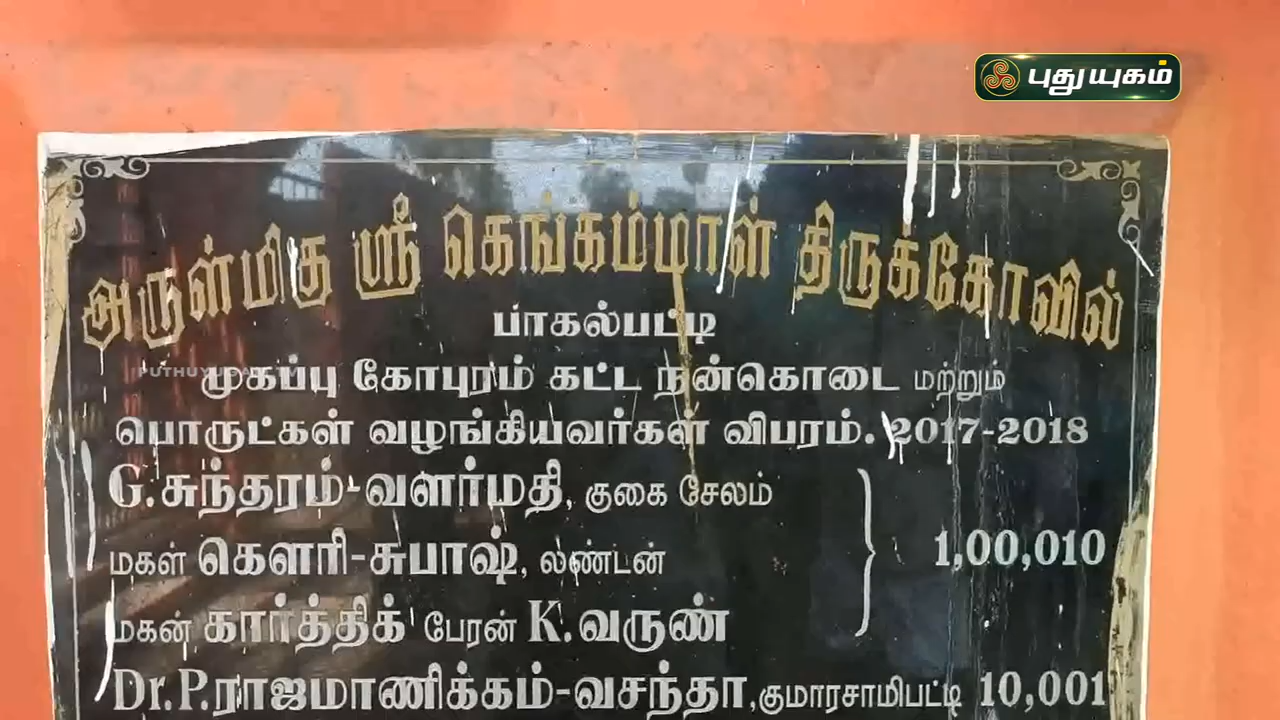 புதுயுகம்
அருள்மிகு ஸ்ரீ கெங்கம்மாள் திருக்கோவில்
பாகல்பட்டி
PUTHUYUGAM TV
முகப்பு கோபுரம் கட்ட நன்கொடை மற்றும்
பொருட்கள் வழங்கியவர்கள் விபரம். 2017-2018
G.சுந்தரம்-வளர்மதி, குகை சேலம்
மகள் கௌரி-சுபாஷ், லண்டன் 1,00,010
மகன் கார்த்திக் பேரன் K.வருண்
Dr.P.ராஜமாணிக்கம்-வசந்தா,குமாரசாமிபட்டி 10,001